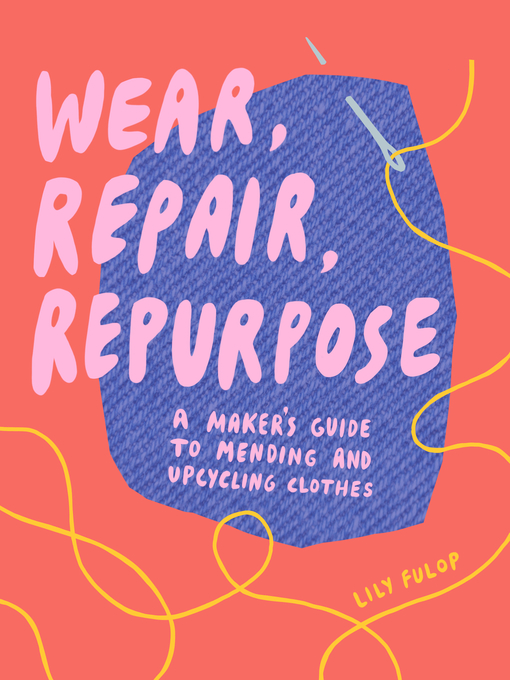 WEAR,
REPAIR,
REPURPOSE
A MAKER'S GUIDE
TO MENDING AND
UPCYCLING CLOTHES
LILY FULOP